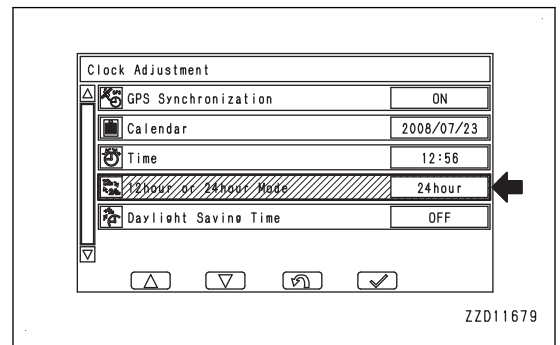 Clock Adjustment
GPS Synchronization ON
Calendar 2008/07/23
Time 12:56
12hour or 24hour Mode 24hour
Daylight Saving Time OFF
ZZD11679